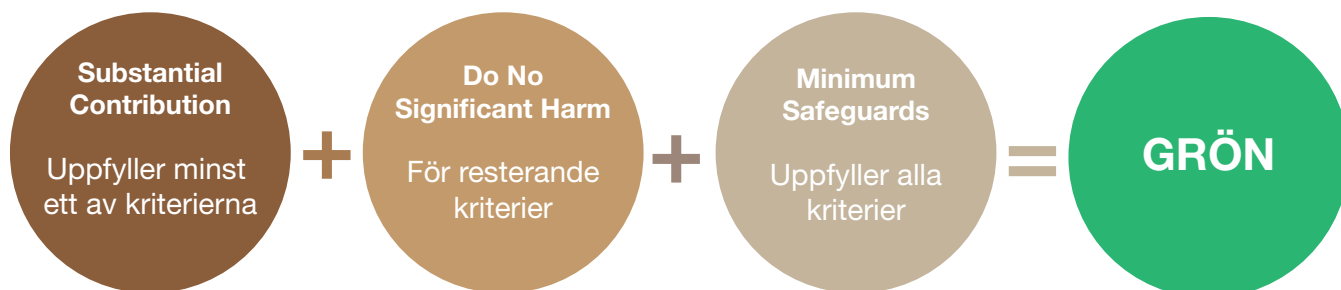 Substantial
Contribution
Uppfyller minst
ett av kriterierna
+
Do No
Significant Harm
För resterande
kriterier
+
Minimum
Safeguards
Uppfyller alla
kriterier
=
GRÖN